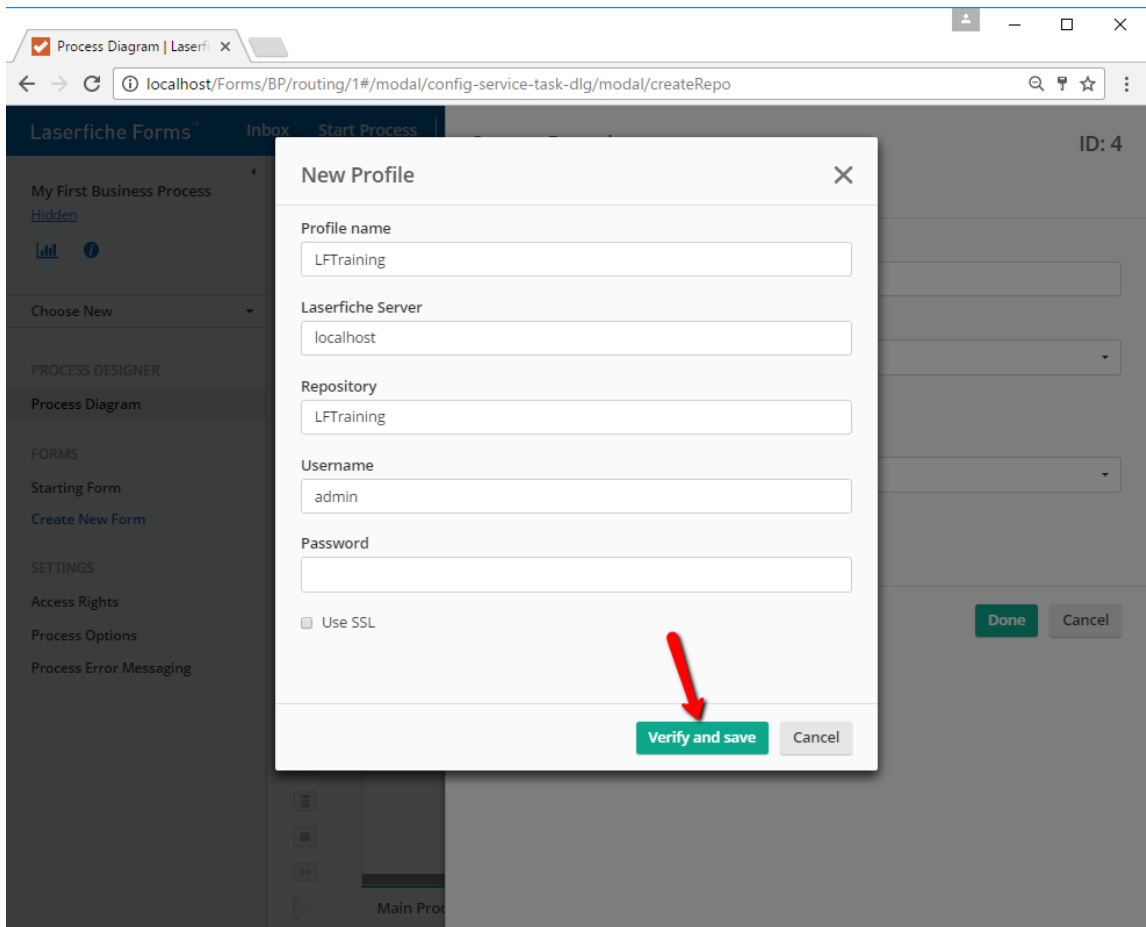 Process Diagram | Laserfi
localhost/Forms/BP/routing/1#/modal/config-service-task-dlg/modal/createRepo
Laserfiche Forms™ Inbox Start Process
ID: 4
My First Business Process
Hidden
Choose New
PROCESS DESIGNER
Process Diagram
FORMS
Starting Form
Create New Form
SETTINGS
Access Rights
Process Options
Process Error Messaging
New Profile
Profile name
LFTraining
Laserfiche Server
localhost
Repository
LFTraining
Username
admin
Password
Use SSL
Verify and save Cancel
Done Cancel
Main Proc